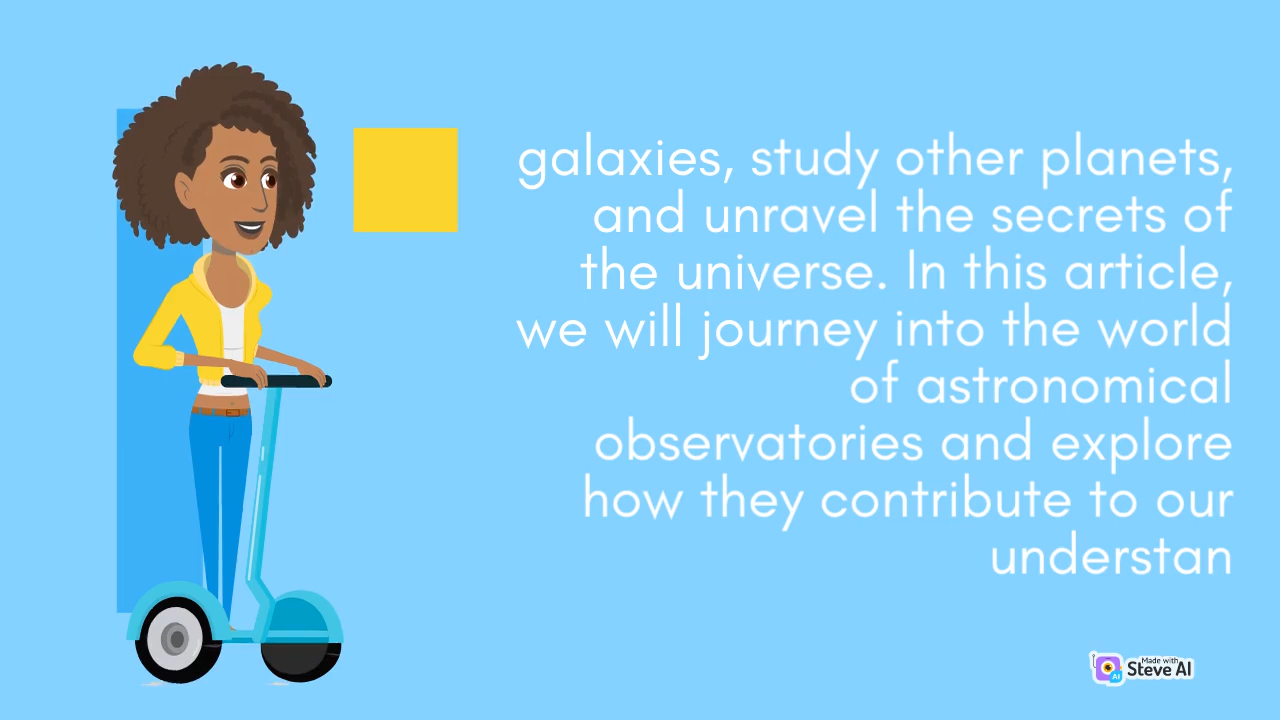 galaxies, study other planets,
and unravel the secrets of
the universe. In this article,
we will journey into the world
of astronomical
observatories and explore
how they contribute to our
understan
Made with
Steve AI
AI